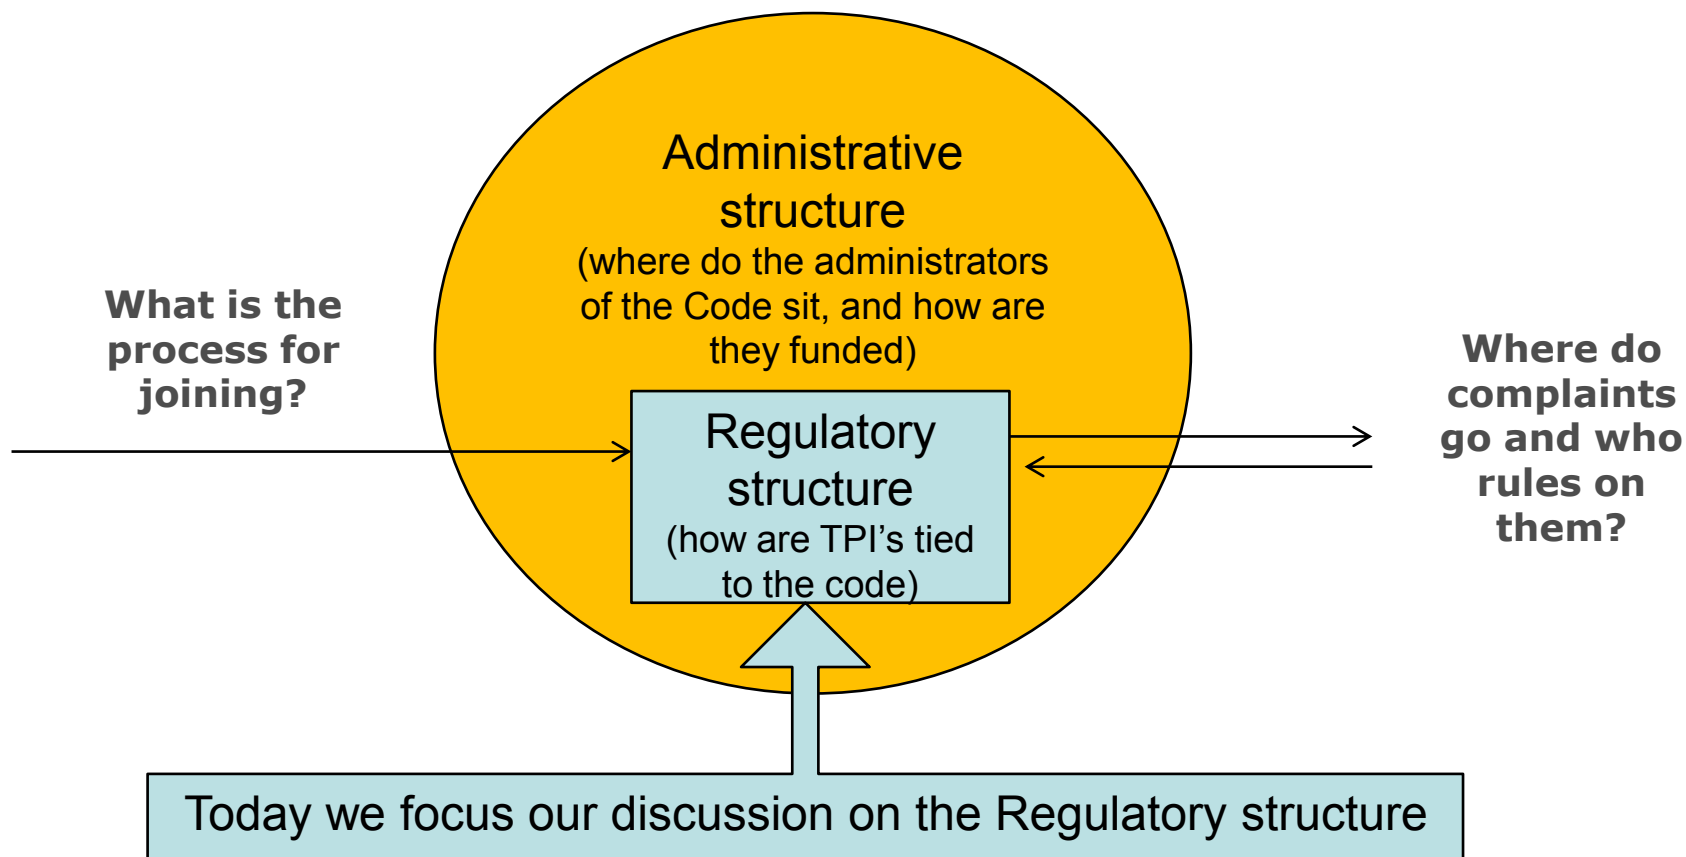 Administrative
structure
(where do the administrators
of the Code sit, and how are
they funded)
What is the
process for
joining?
Regulatory
structure
(how are TPI’s tied
to the code)
Where do
complaints
go and who
rules on
them?
Today we focus our discussion on the Regulatory structure